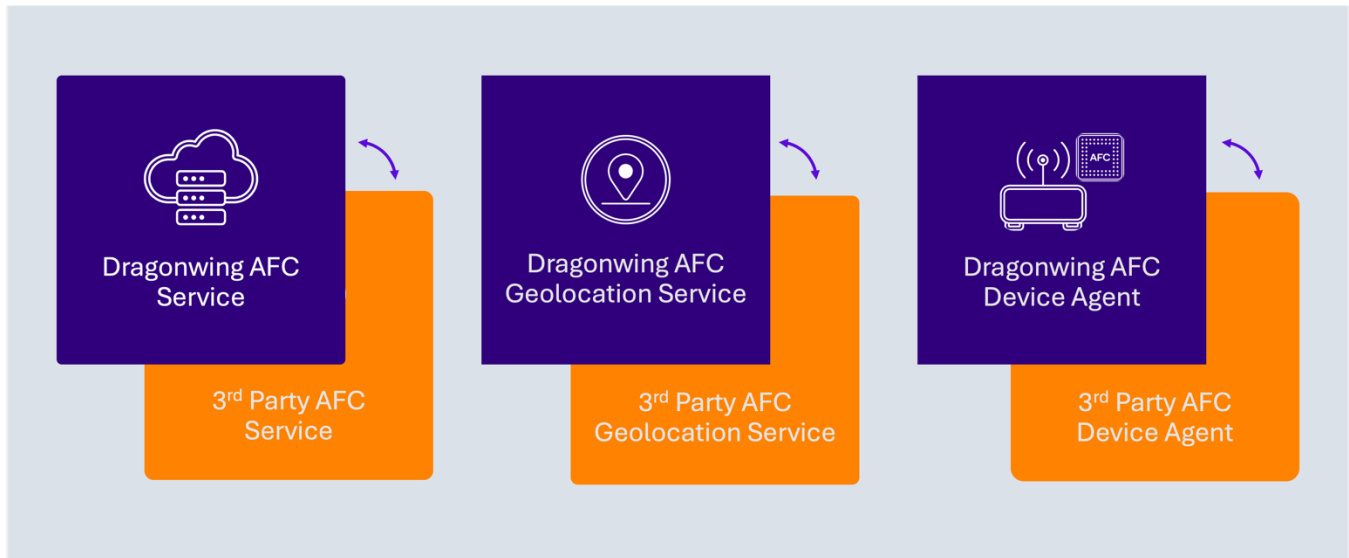 Dragonwing AFC
Service
3rd Party AFC
Service
Dragonwing AFC
Geolocation Service
3rd Party AFC
Geolocation Service
AFC
Dragonwing AFC
Device Agent
3rd Party AFC
Device Agent